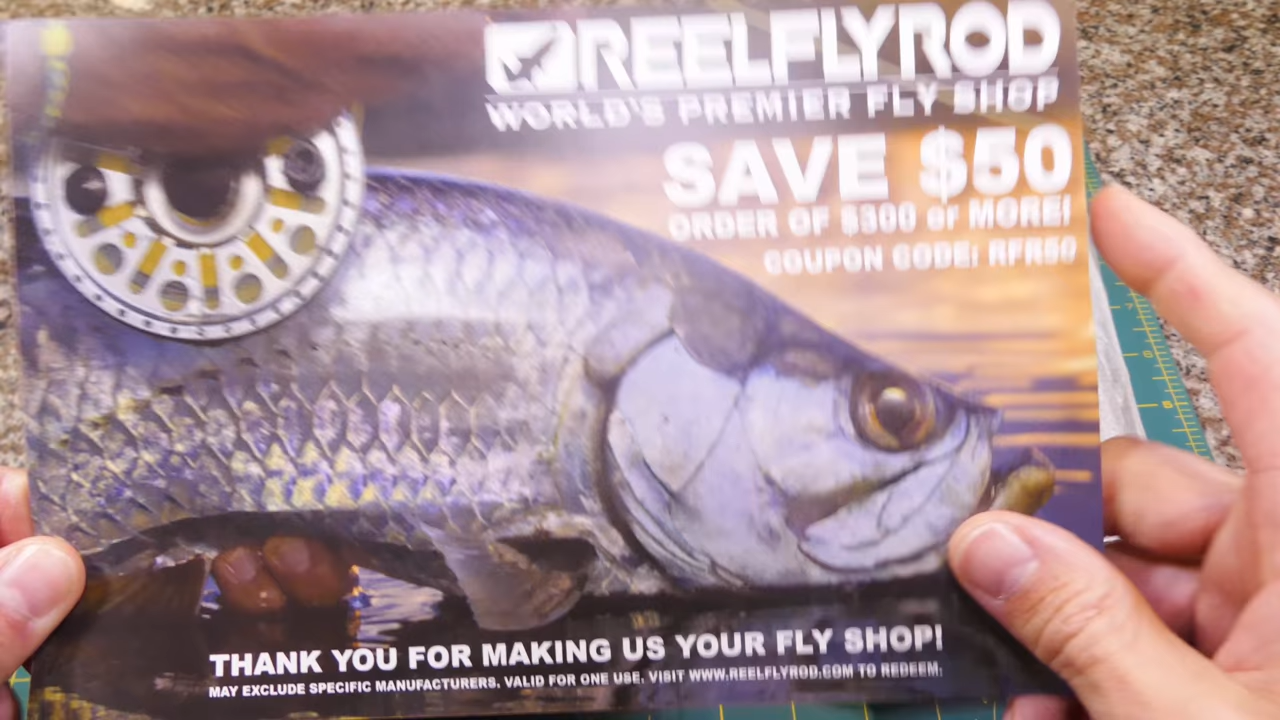 REELFLYROD
WORLD'S PREMIER FLY SHOP
SAVE $50
ORDER OF $300 or MORE!
COUPON CODE: RFR50
THANK YOU FOR MAKING US YOUR FLY SHOP!
MAY EXCLUDE SPECIFIC MANUFACTURERS. VALID FOR ONE USE. VISIT WWW.REELFLYROD.COM TO REDEEM.